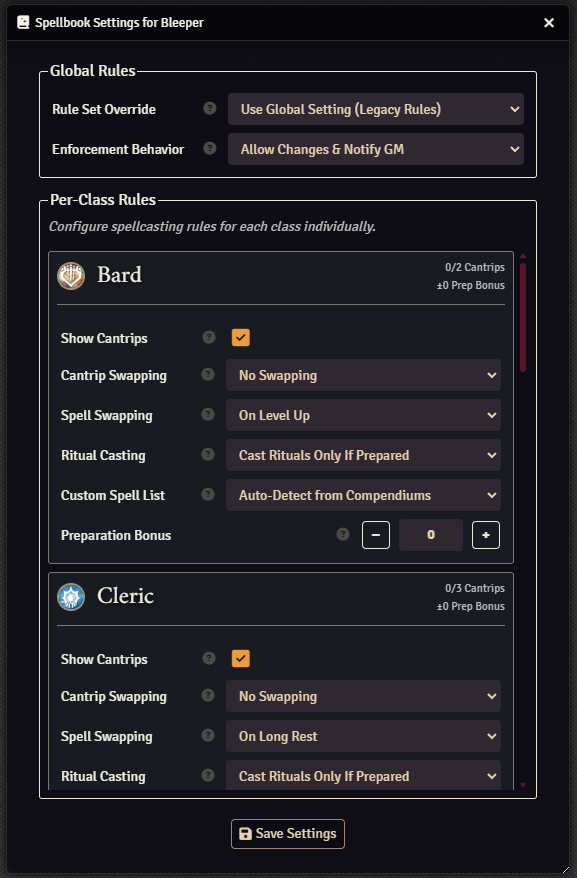 Spellbook Settings for Bleeper
Global Rules
Rule Set Override ? Use Global Setting (Legacy Rules)
Enforcement Behavior ? Allow Changes & Notify GM
Per-Class Rules
Configure spellcasting rules for each class individually.
Bard 0/2 Cantrips
±0 Prep Bonus
Show Cantrips ?
Cantrip Swapping ? No Swapping
Spell Swapping ? On Level Up
Ritual Casting ? Cast Rituals Only If Prepared
Custom Spell List ? Auto-Detect from Compendiums
Preparation Bonus ? − 0 +
Cleric 0/3 Cantrips
±0 Prep Bonus
Show Cantrips ?
Cantrip Swapping ? No Swapping
Spell Swapping ? On Long Rest
Ritual Casting ? Cast Rituals Only If Prepared
Save Settings